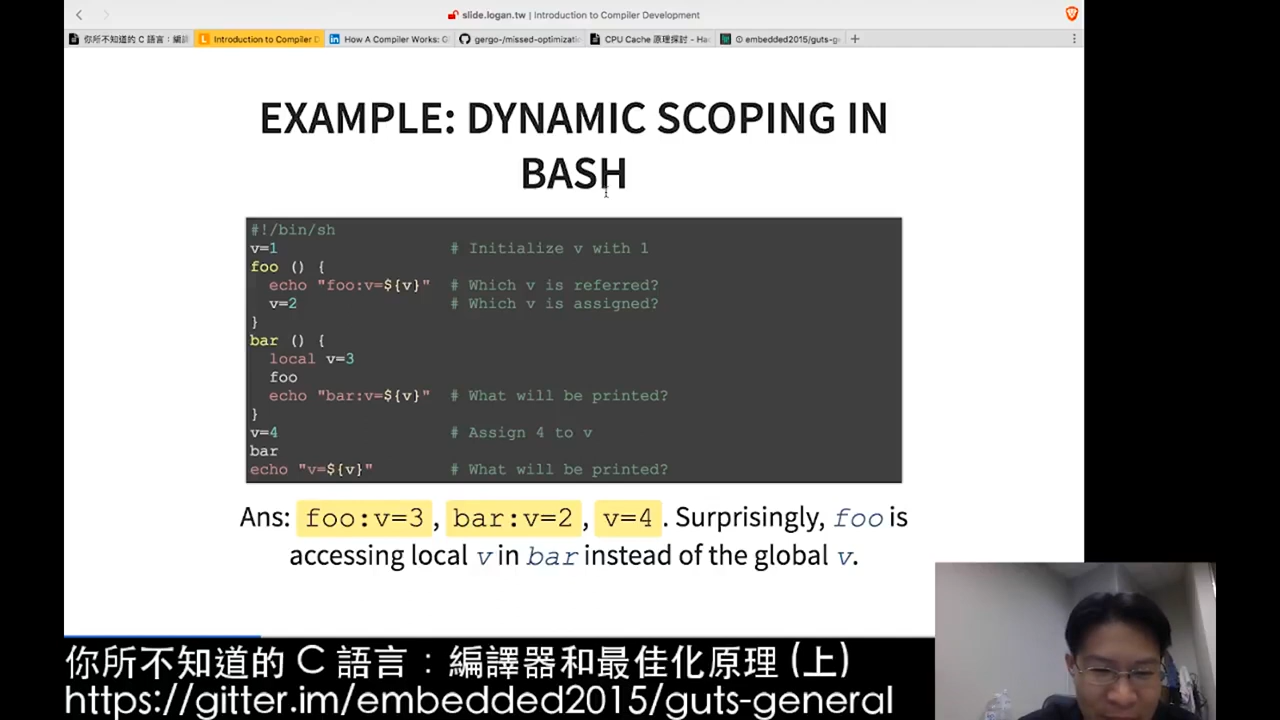 slide.logan.tw | Introduction to Compiler Development
你所不知道的 C 語言：編譯
Introduction to Compiler D
How A Compiler Works: G
gergo-/missed-optimizati
CPU Cache 原理探討 - Hac
embedded2015/guts-g
EXAMPLE: DYNAMIC SCOPING IN
BASH
#!/bin/sh
v=1 # Initialize v with 1
foo () {
echo "foo:v=${v}" # Which v is referred?
v=2 # Which v is assigned?
}
bar () {
local v=3
foo
echo "bar:v=${v}" # What will be printed?
}
v=4 # Assign 4 to v
bar
echo "v=${v}" # What will be printed?
Ans: foo:v=3 , bar:v=2 , v=4 . Surprisingly, foo is
accessing local v in bar instead of the global v.
你所不知道的 C 語言：編譯器和最佳化原理 (上)
https://gitter.im/embedded2015/guts-general